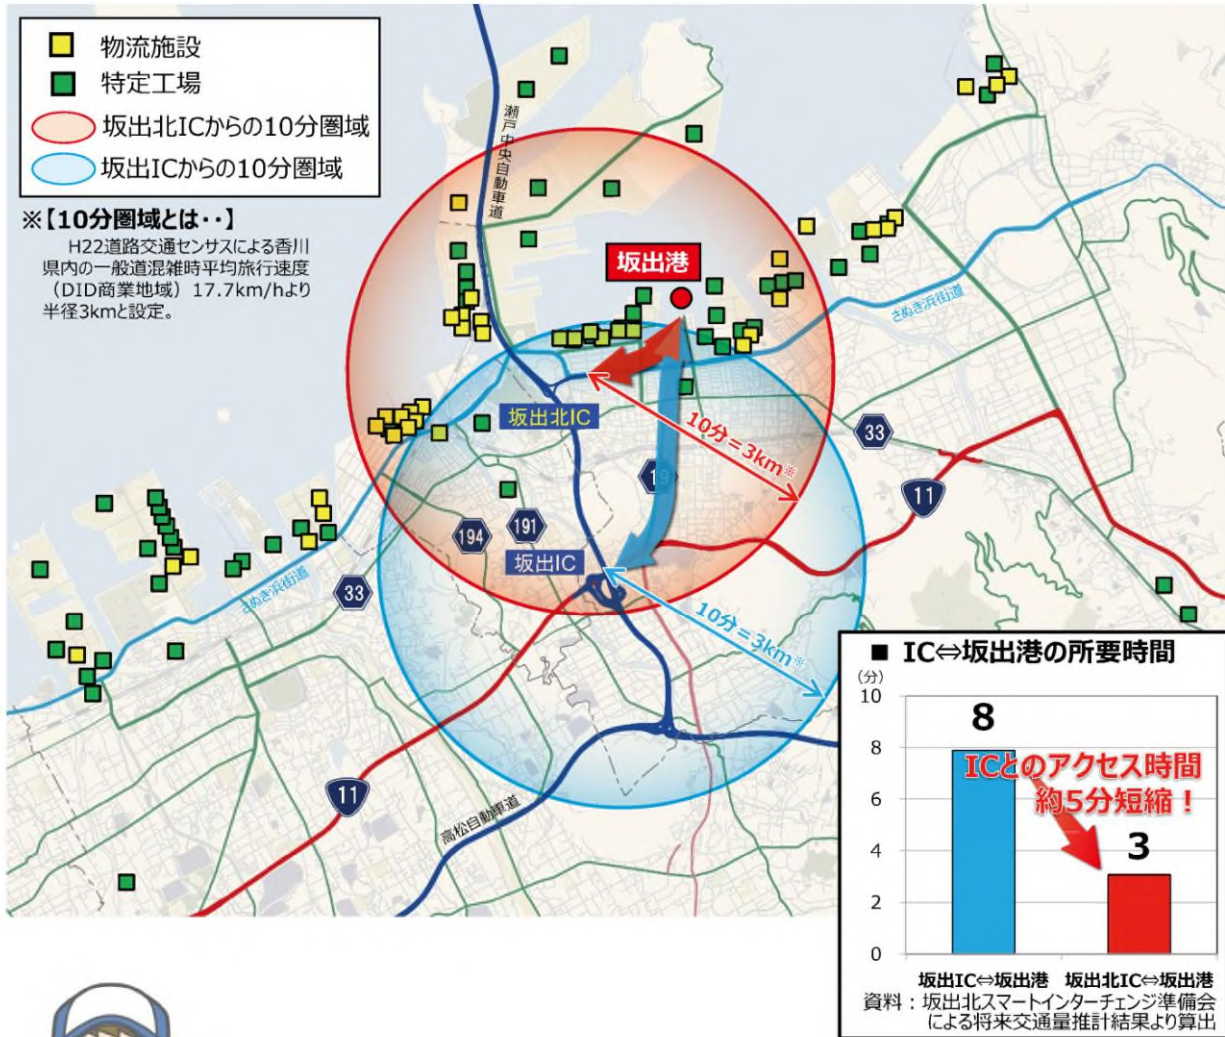 物流施設
特定工場
坂出北ICからの10分圏域
坂出ICからの10分圏域
※【10分圏域とは・・】
H22道路交通センサスによる香川
県内の一般道混雑時平均旅行速度
（DID商業地域）17.7km/hより
半径3kmと設定。
瀬戸中央自動車道
坂出港
さぬき浜街道
坂出北IC
10分＝3km※
33
19
11
194
191
坂出IC
さぬき浜街道
33
10分＝3km※
11
高松自動車道
■ IC⇔坂出港の所要時間
（分）
10
8
6
4
2
0
8
ICとのアクセス時間
約5分短縮！
3
坂出IC⇔坂出港 坂出北IC⇔坂出港
資料：坂出北スマートインターチェンジ準備会
による将来交通量推計結果より算出